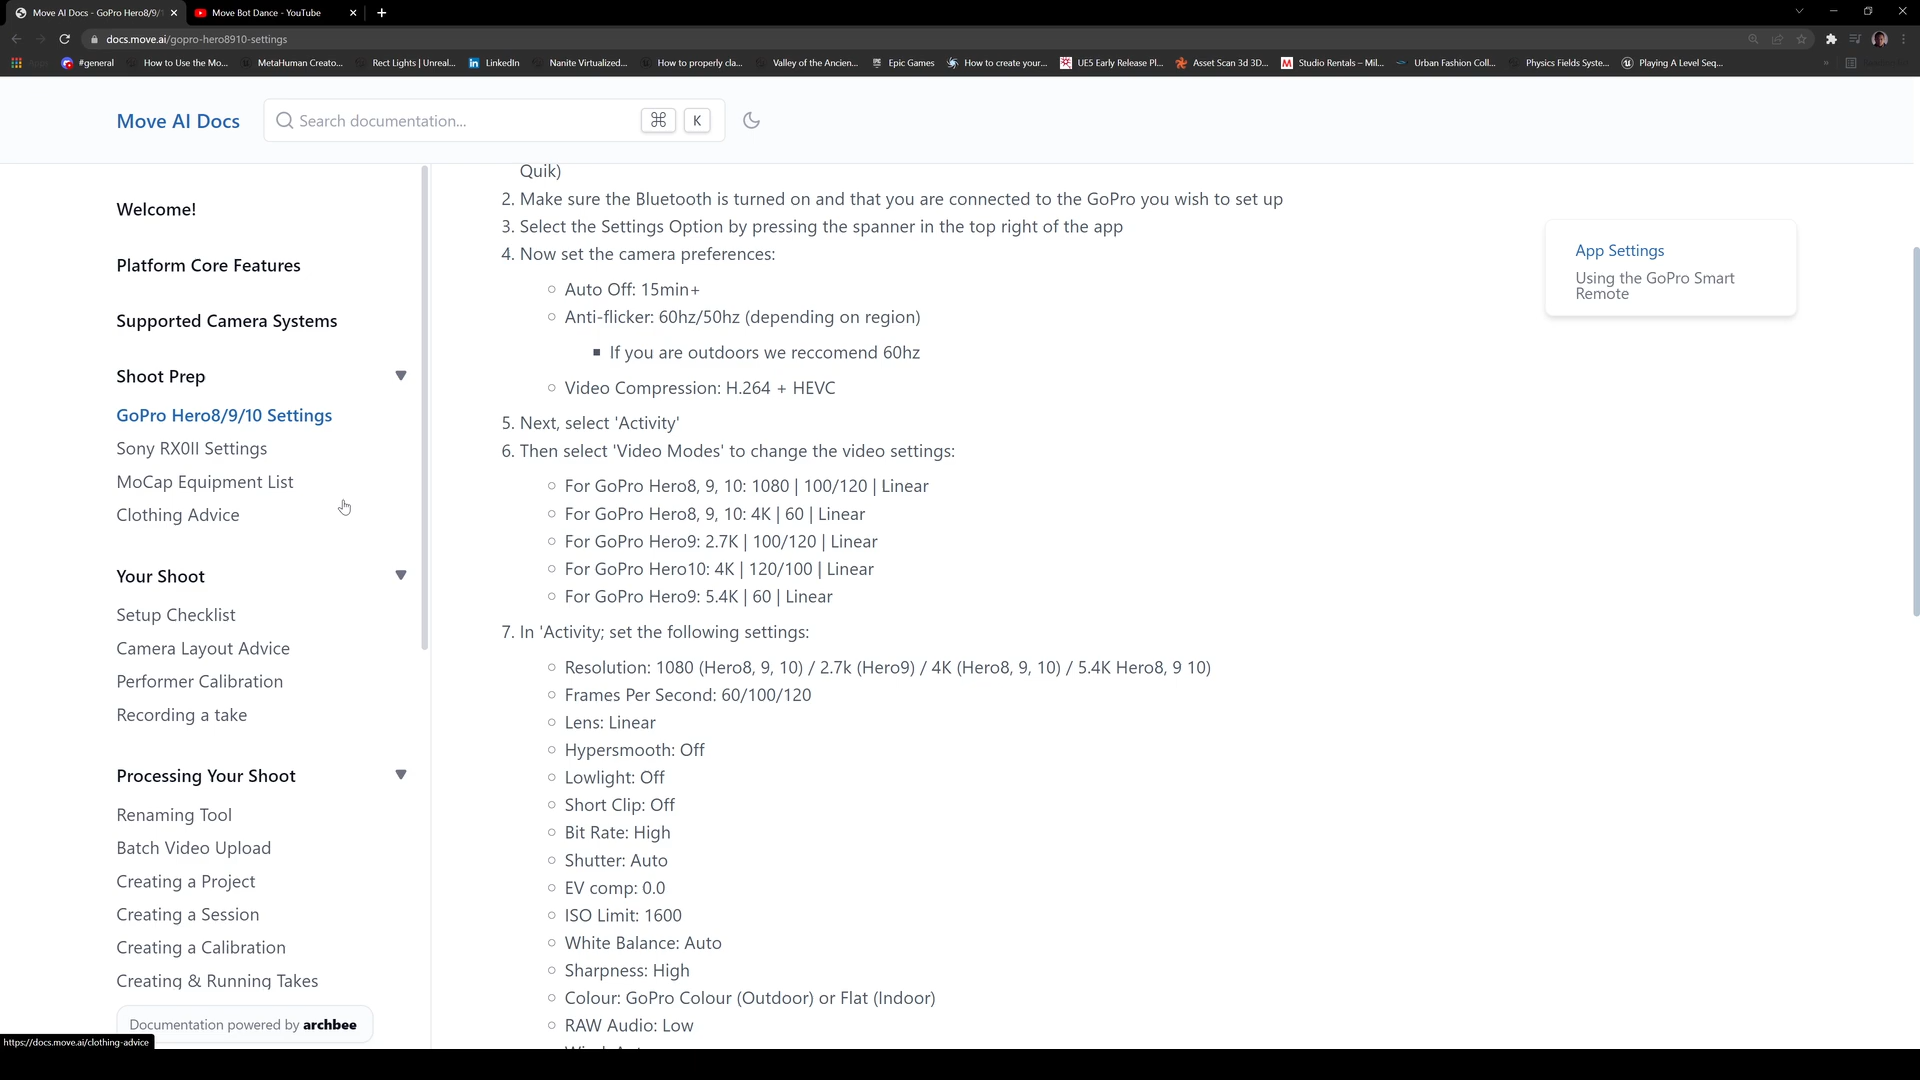 Move AI Docs - GoPro Hero8/9/
Move Bot Dance - YouTube
docs.move.ai/gopro-hero8910-settings
#general
How to Use the Mo...
MetaHuman Creato...
Rect Lights | Unreal...
LinkedIn
Nanite Virtualized...
How to properly cla...
Valley of the Ancien...
Epic Games
How to create your...
UE5 Early Release Pl...
Asset Scan 3d 3D...
Studio Rentals – Mil...
Urban Fashion Coll...
Physics Fields Syste...
Playing A Level Seq...
Move AI Docs
Search documentation...
⌘ K
Welcome!
Platform Core Features
Supported Camera Systems
Shoot Prep
GoPro Hero8/9/10 Settings
Sony RX0II Settings
MoCap Equipment List
Clothing Advice
Your Shoot
Setup Checklist
Camera Layout Advice
Performer Calibration
Recording a take
Processing Your Shoot
Renaming Tool
Batch Video Upload
Creating a Project
Creating a Session
Creating a Calibration
Creating & Running Takes
Documentation powered by archbee
https://docs.move.ai/clothing-advice
Quik)
2. Make sure the Bluetooth is turned on and that you are connected to the GoPro you wish to set up
3. Select the Settings Option by pressing the spanner in the top right of the app
4. Now set the camera preferences:
Auto Off: 15min+
Anti-flicker: 60hz/50hz (depending on region)
If you are outdoors we reccomend 60hz
Video Compression: H.264 + HEVC
5. Next, select 'Activity'
6. Then select 'Video Modes' to change the video settings:
For GoPro Hero8, 9, 10: 1080 | 100/120 | Linear
For GoPro Hero8, 9, 10: 4K | 60 | Linear
For GoPro Hero9: 2.7K | 100/120 | Linear
For GoPro Hero10: 4K | 120/100 | Linear
For GoPro Hero9: 5.4K | 60 | Linear
7. In 'Activity; set the following settings:
Resolution: 1080 (Hero8, 9, 10) / 2.7k (Hero9) / 4K (Hero8, 9, 10) / 5.4K Hero8, 9 10)
Frames Per Second: 60/100/120
Lens: Linear
Hypersmooth: Off
Lowlight: Off
Short Clip: Off
Bit Rate: High
Shutter: Auto
EV comp: 0.0
ISO Limit: 1600
White Balance: Auto
Sharpness: High
Colour: GoPro Colour (Outdoor) or Flat (Indoor)
RAW Audio: Low
App Settings
Using the GoPro Smart
Remote